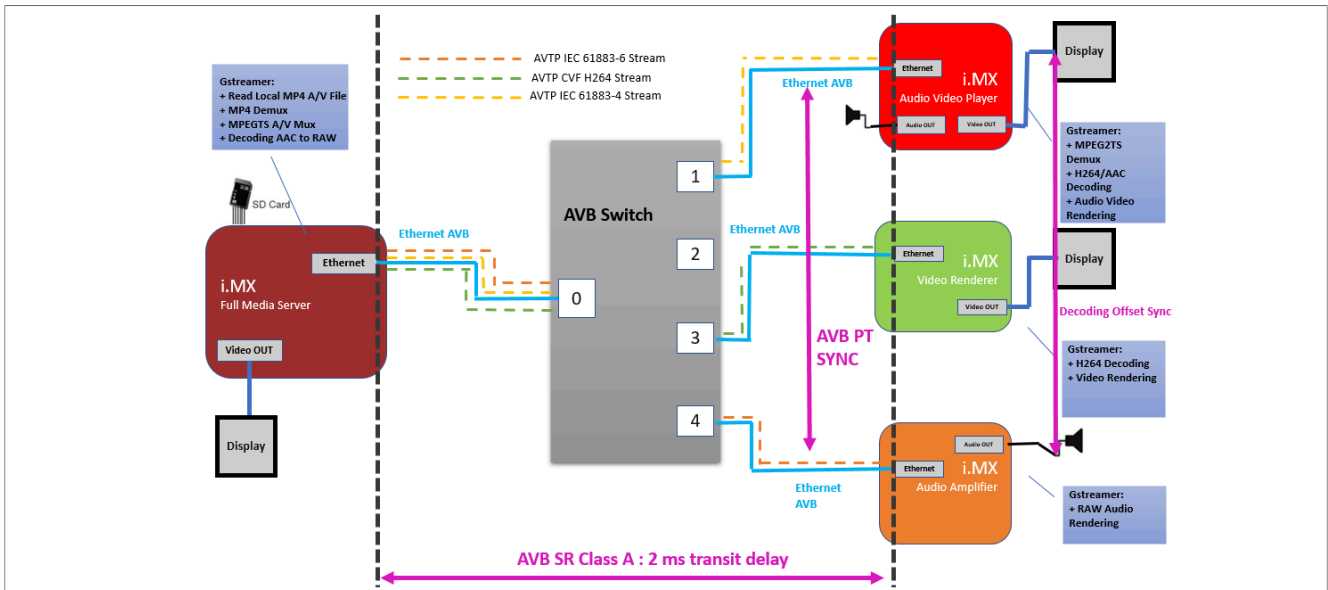 AVTP IEC 61883-6 Stream
AVTP CVF H264 Stream
AVTP IEC 61883-4 Stream
Gstreamer:
+ Read Local MP4 A/V File
+ MP4 Demux
+ MPEGTS A/V Mux
+ Decoding AAC to RAW
SD Card
Ethernet AVB
Ethernet
i.MX
Full Media Server
Video OUT
Display
AVB Switch
0
1
2
3
4
Ethernet AVB
Ethernet AVB
Ethernet
AVB
AVB PT
SYNC
Ethernet
i.MX
Audio Video Player
Audio OUT
Video OUT
Display
Gstreamer:
+ MPEG2TS
Demux
+ H264/AAC
Decoding
+ Audio Video
Rendering
Ethernet
i.MX
Video Renderer
Video OUT
Display
Decoding Offset Sync
Gstreamer:
+ H264 Decoding
+ Video Rendering
Audio OUT
Ethernet
i.MX
Audio Amplifier
Gstreamer:
+ RAW Audio
Rendering
AVB SR Class A : 2 ms transit delay